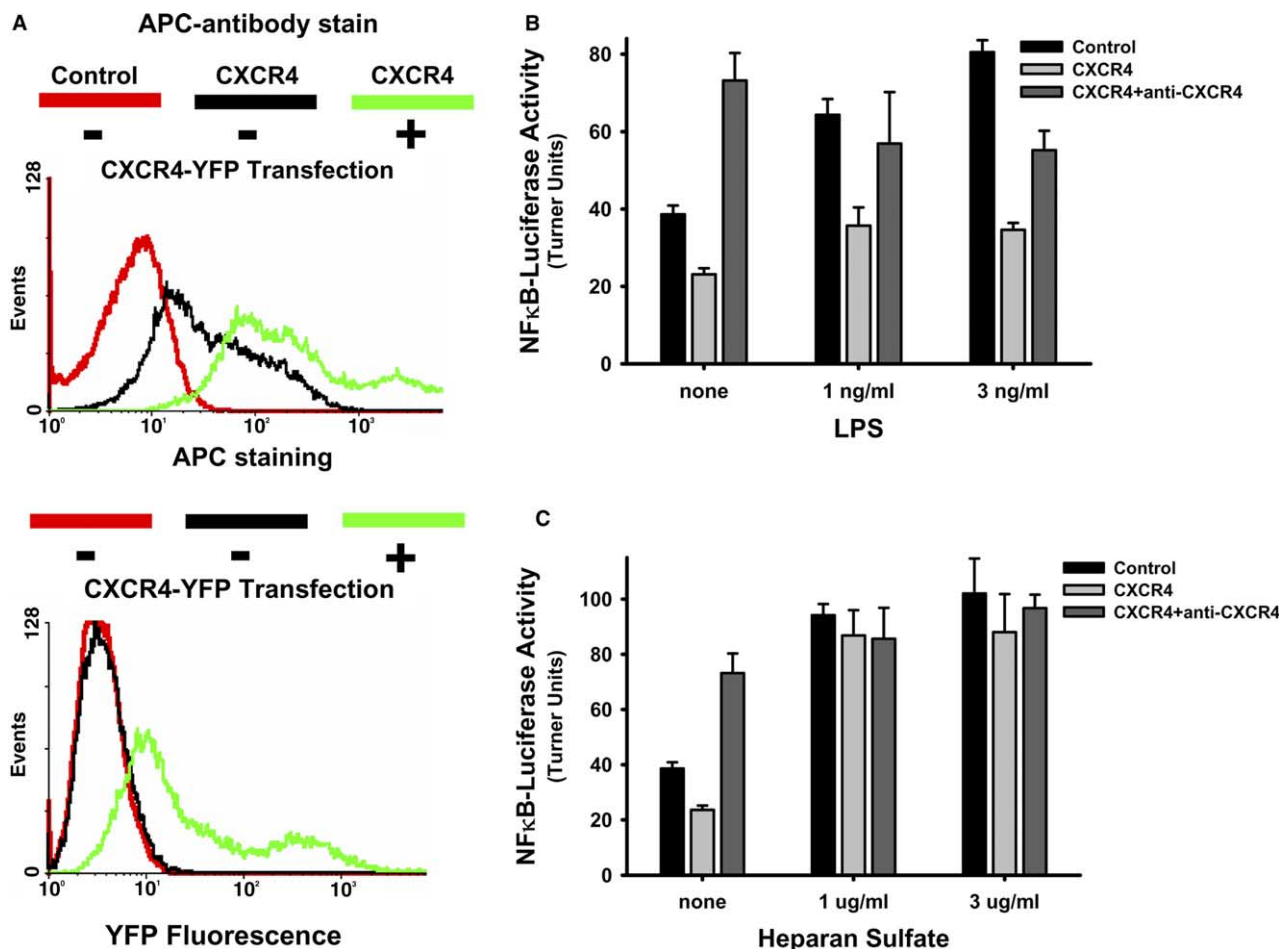 A
APC-antibody stain
Control CXCR4 CXCR4
- - +
CXCR4-YFP Transfection
128
Events
0
10⁰ 10¹ 10² 10³
APC staining
- - +
CXCR4-YFP Transfection
128
Events
0
10⁰ 10¹ 10² 10³
YFP Fluorescence
B
NFκB-Luciferase Activity
(Turner Units)
80
60
40
20
0
Control
CXCR4
CXCR4+anti-CXCR4
none 1 ng/ml 3 ng/ml
LPS
C
NFκB-Luciferase Activity
(Turner Units)
100
80
60
40
20
0
Control
CXCR4
CXCR4+anti-CXCR4
none 1 ug/ml 3 ug/ml
Heparan Sulfate